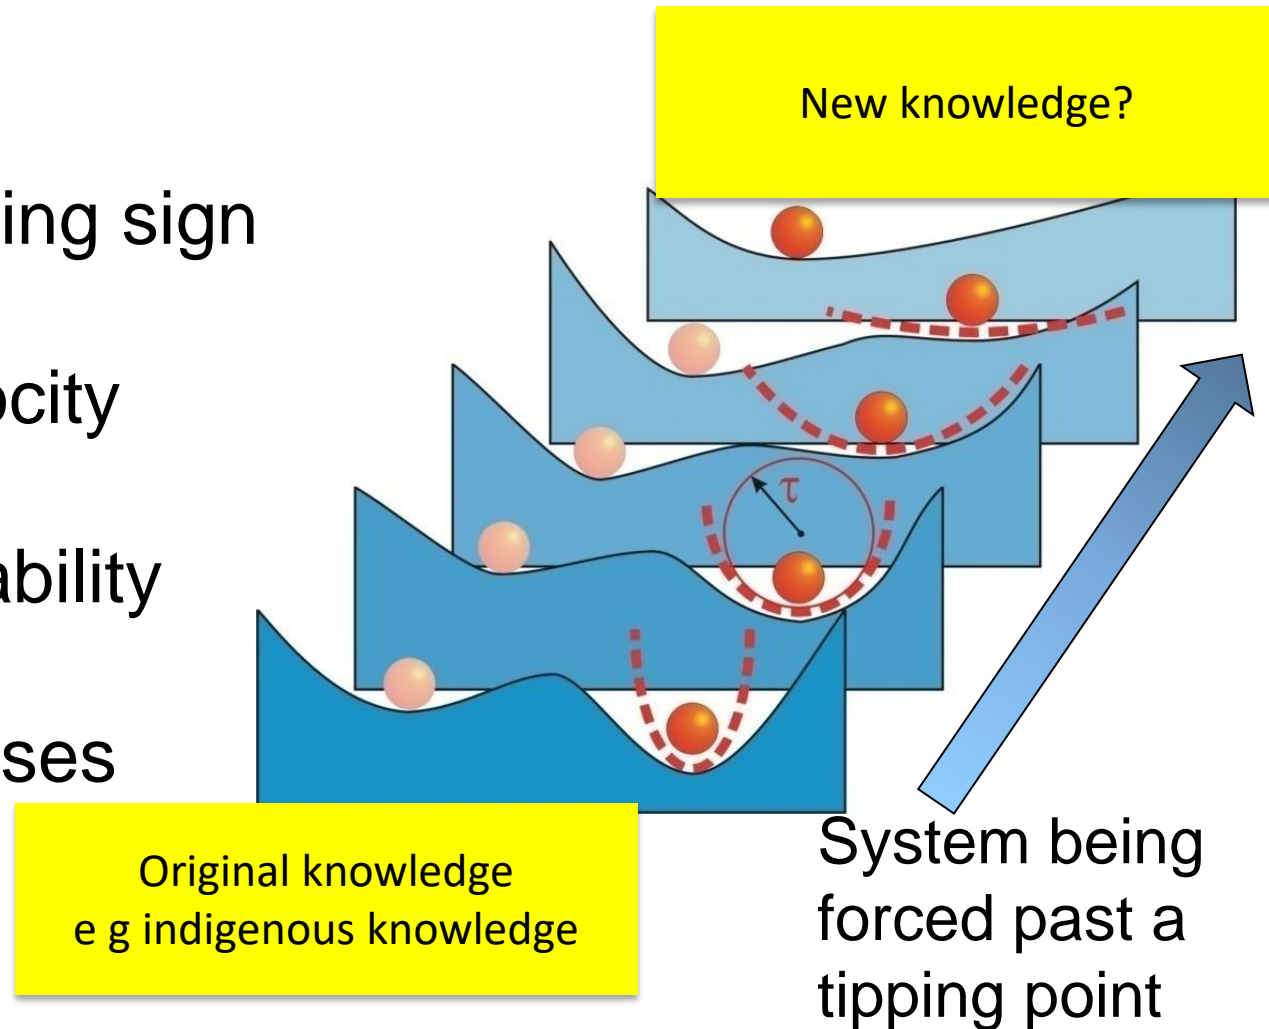 New knowledge?
ing sign
ocity
τ
ability
ses
Original knowledge
e g indigenous knowledge
System being
forced past a
tipping point